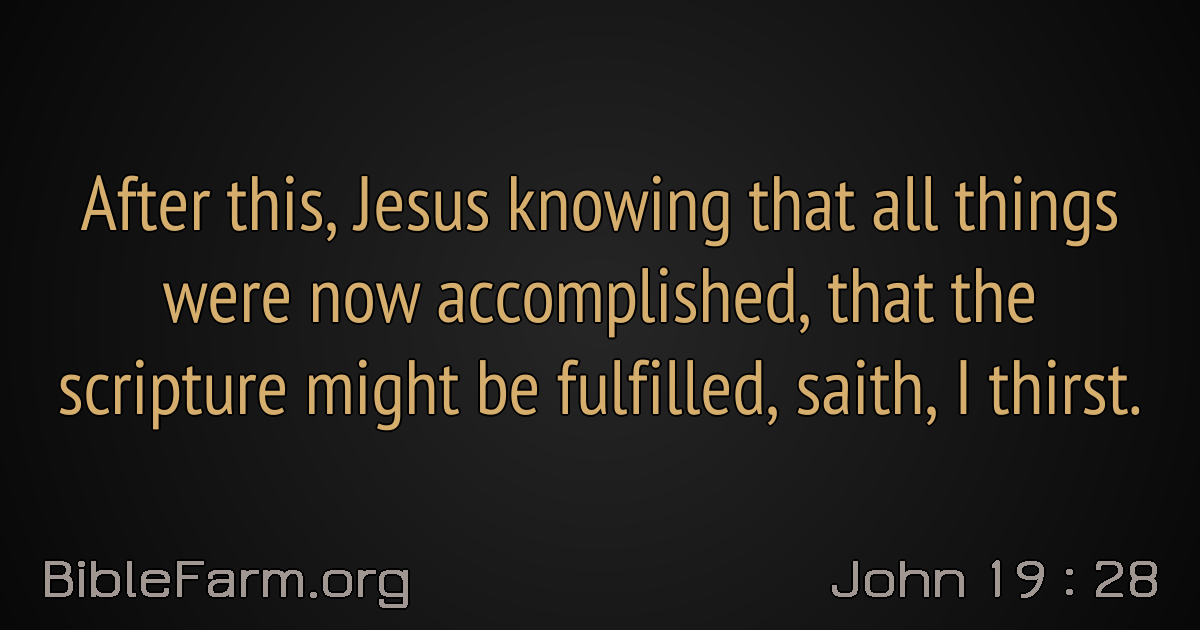 After this, Jesus knowing that all things
were now accomplished, that the
scripture might be fulfilled, saith, I thirst.
BibleFarm.org
John 19 : 28